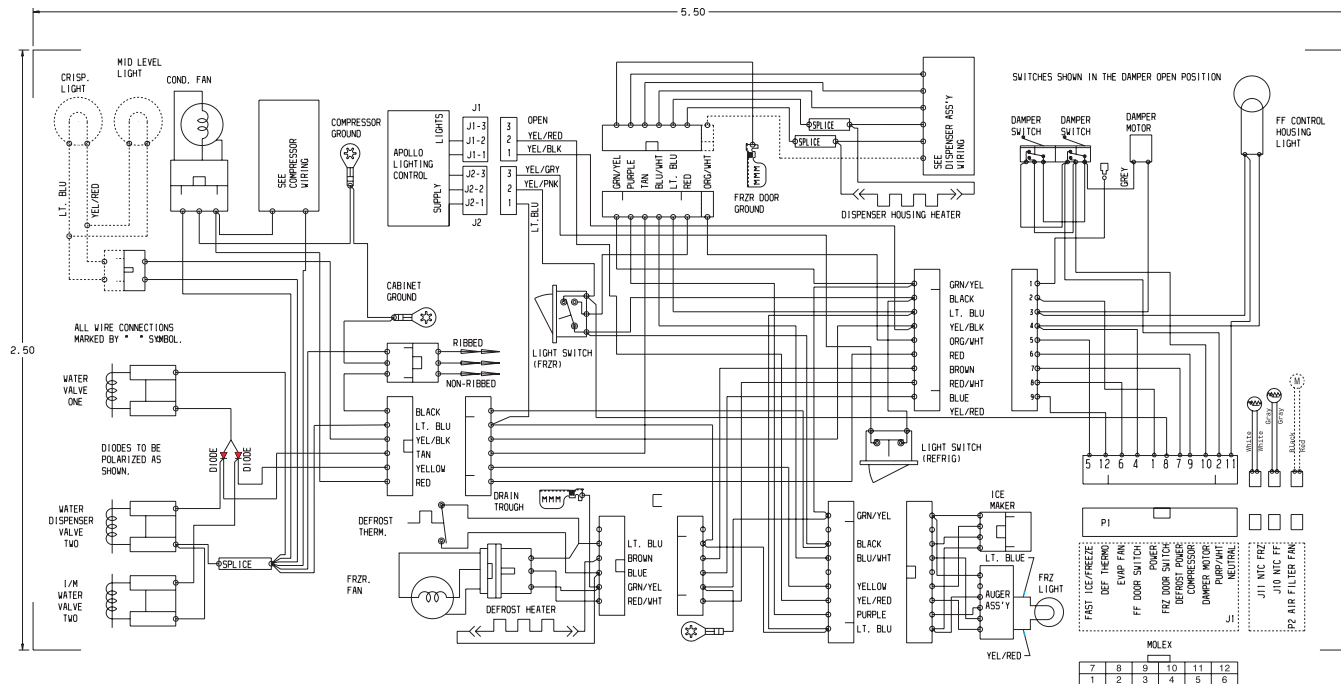 5.50
2.50
CRISP.
LIGHT
MID LEVEL
LIGHT
COND. FAN
LT. BLU
YEL/RED
SEE
COMPRESSOR
WIRING
COMPRESSOR
GROUND
APOLLO
LIGHTING
CONTROL
LIGHTS
SUPPLY
J1
J1-3
J1-2
J1-1
J2-3
J2-2
J2-1
J2
3
2
1
3
2
1
OPEN
YEL/RED
YEL/BLK
YEL/GRY
YEL/PNK
LT.BLU
GRN/YEL
PURPLE
TAN
BLU/WHT
LT. BLU
RED
ORG/WHT
SPLICE
SPLICE
FRZR DOOR
GROUND
SEE
DISPENSER ASS'Y
WIRING
DISPENSER HOUSING HEATER
SWITCHES SHOWN IN THE DAMPER OPEN POSITION
DAMPER
SWITCH
DAMPER
SWITCH
DAMPER
MOTOR
GREY
FF CONTROL
HOUSING
LIGHT
CABINET
GROUND
LIGHT SWITCH
(FRZR)
ALL WIRE CONNECTIONS
MARKED BY " " SYMBOL.
RIBBED
NON-RIBBED
GRN/YEL
BLACK
LT. BLU
YEL/BLK
ORG/WHT
RED
BROWN
RED/WHT
BLUE
YEL/RED
1
2
3
4
5
6
7
8
9
WATER
VALVE
ONE
DIODES TO BE
POLARIZED AS
SHOWN.
DIODE
DIODE
BLACK
LT. BLU
YEL/BLK
TAN
YELLOW
RED
LIGHT SWITCH
(REFRIG)
M
White
White
Gray
Gray
Black
Red
5 12 6 4 1 8 7 9 10 2 11
WATER
DISPENSER
VALVE
TWO
SPLICE
I/M
WATER
VALVE
TWO
DEFROST
THERM.
DRAIN
TROUGH
FRZR.
FAN
DEFROST HEATER
LT. BLU
BROWN
BLUE
GRN/YEL
RED/WHT
GRN/YEL
BLACK
BLU/WHT
YELLOW
YEL/RED
PURPLE
LT. BLU
ICE
MAKER
LT. BLUE
AUGER
ASS'Y
FRZ
LIGHT
YEL/RED
P1
FAST ICE/FREEZE
DEF THERMO
EVAP FAN
FF DOOR SWITCH
POWER
FRZ DOOR SWITCH
DEFROST POWER
COMPRESSOR
DAMPER MOTOR
PURP/WHT
NEUTRAL
J1
J11 NTC FRZ
J10 NTC FF
P2 AIR FILTER FAN
MOLEX
7 8 9 10 11 12
1 2 3 4 5 6